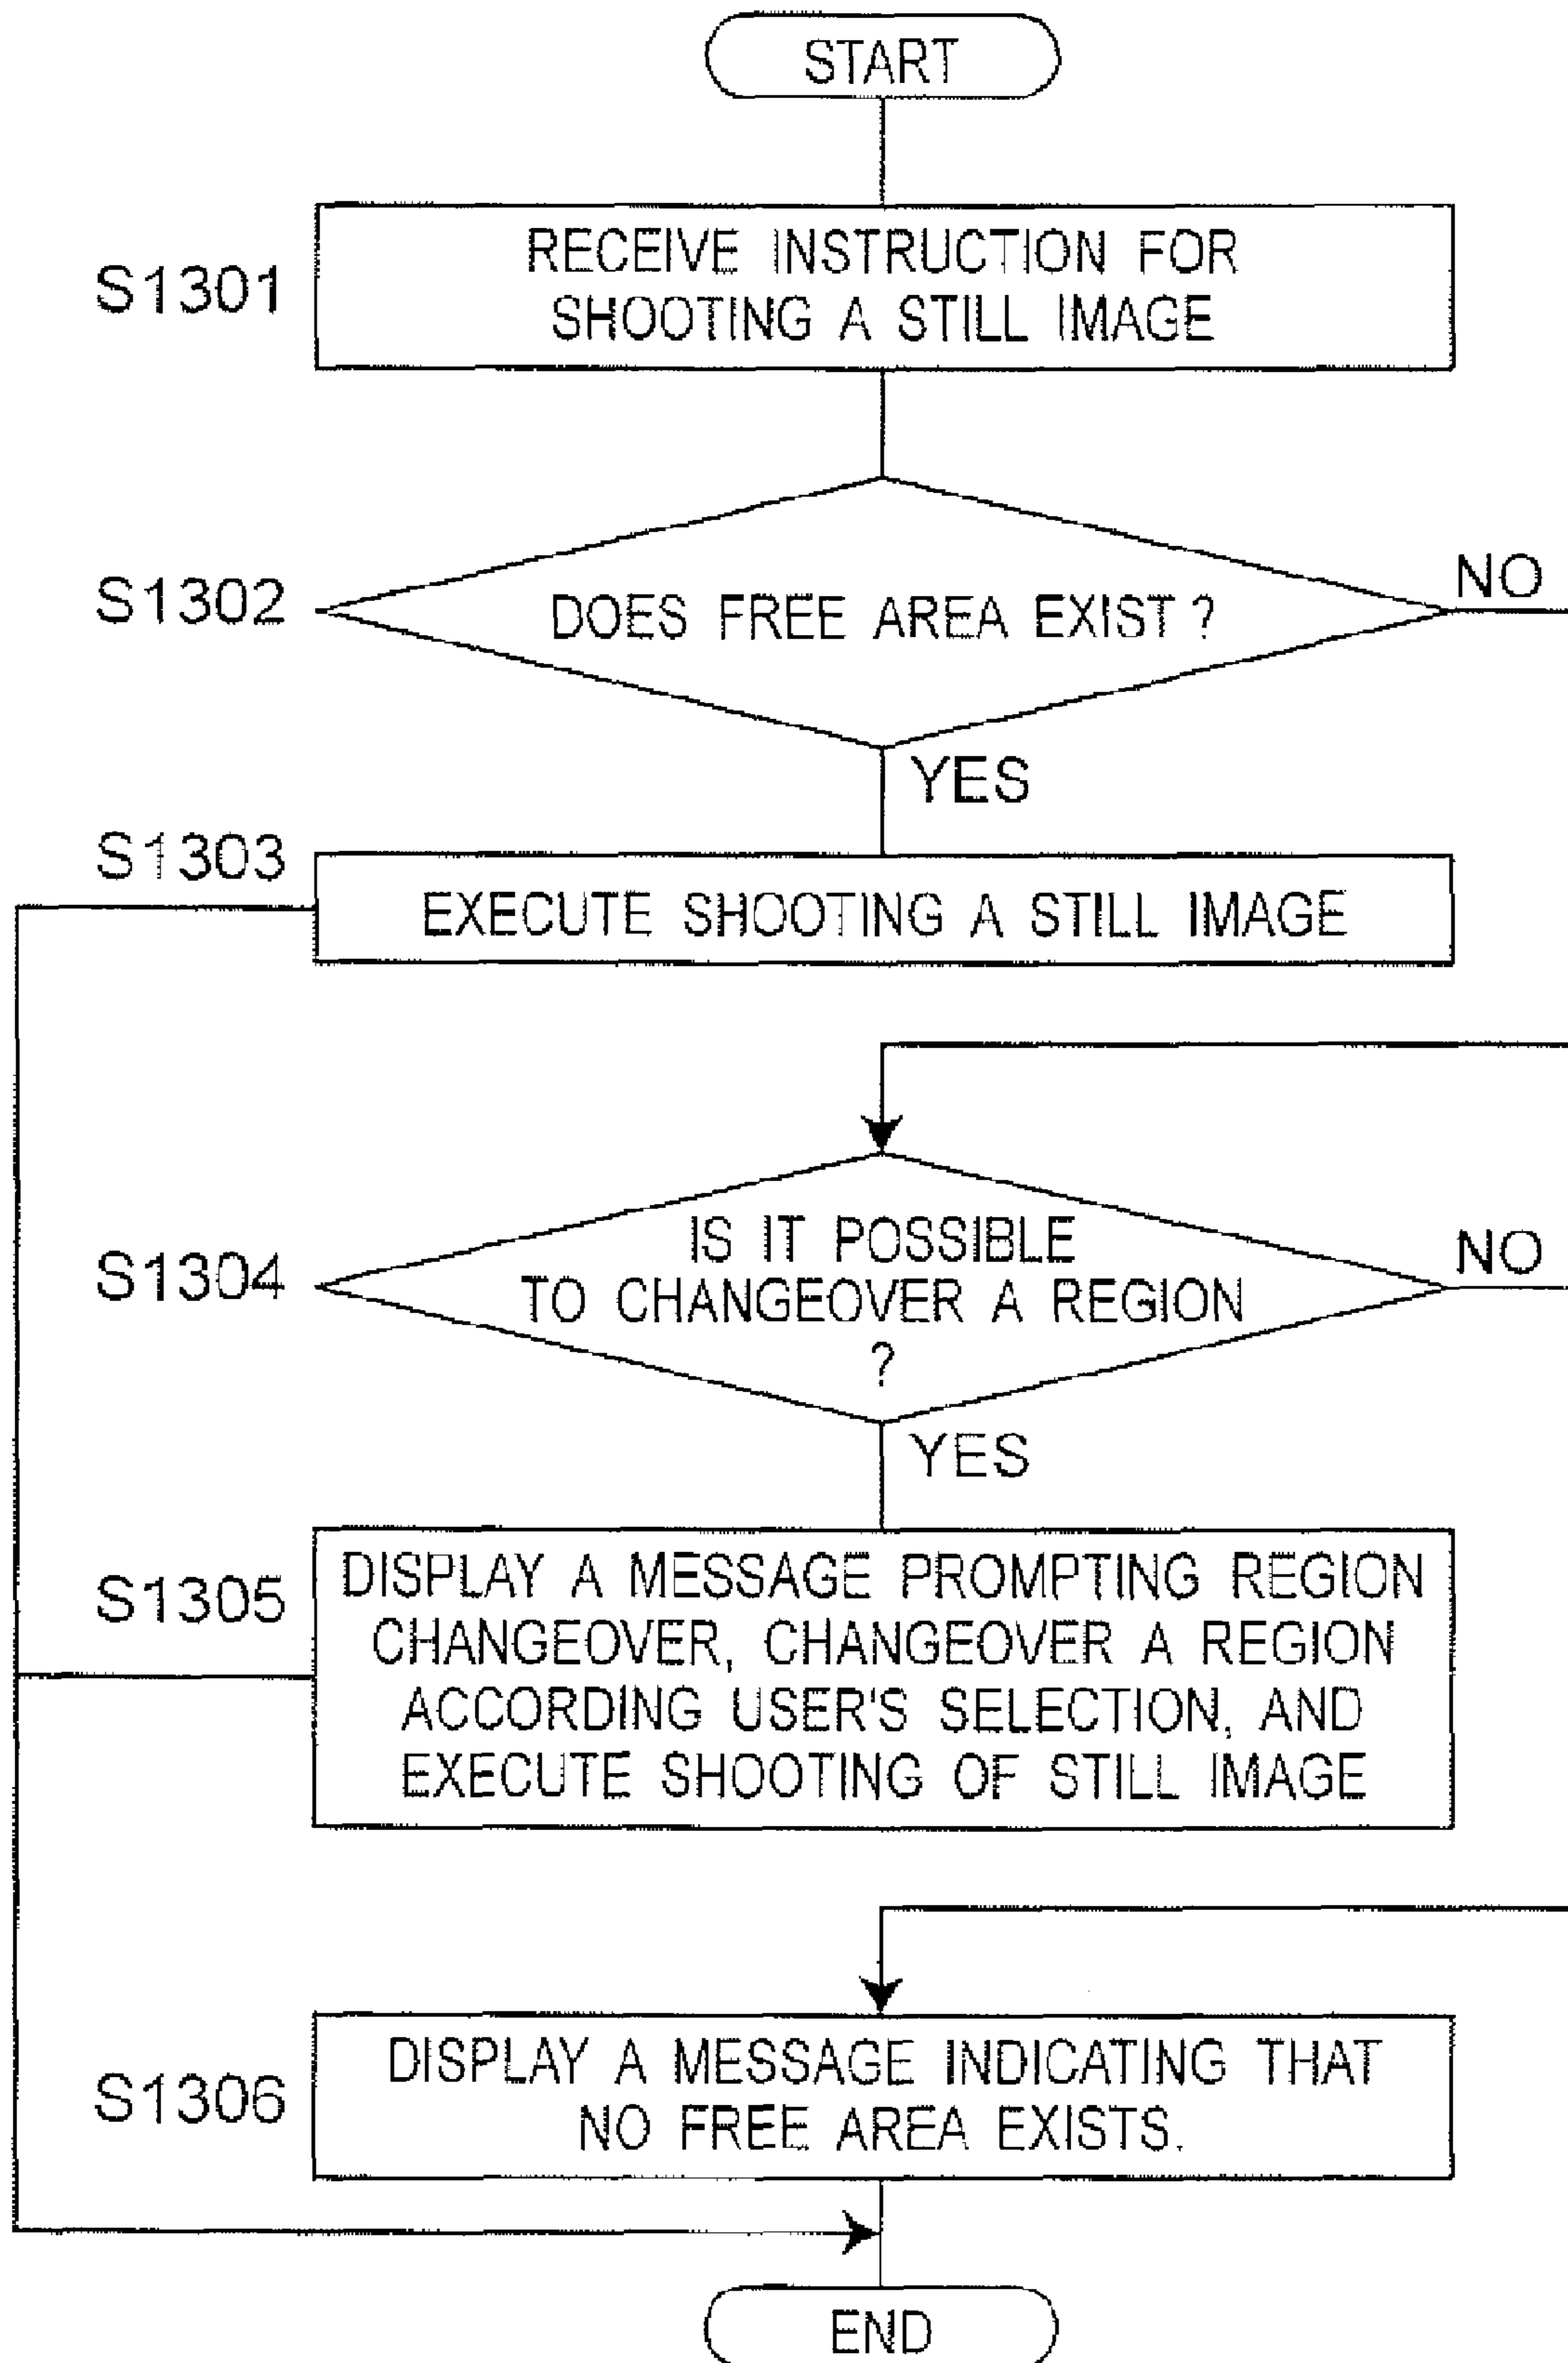 START
S1301
RECEIVE INSTRUCTION FOR
SHOOTING A STILL IMAGE
S1302
DOES FREE AREA EXIST?
NO
YES
S1303
EXECUTE SHOOTING A STILL IMAGE
S1304
IS IT POSSIBLE
TO CHANGEOVER A REGION
?
NO
YES
S1305
DISPLAY A MESSAGE PROMPTING REGION
CHANGEOVER, CHANGEOVER A REGION
ACCORDING USER'S SELECTION, AND
EXECUTE SHOOTING OF STILL IMAGE
S1306
DISPLAY A MESSAGE INDICATING THAT
NO FREE AREA EXISTS.
END